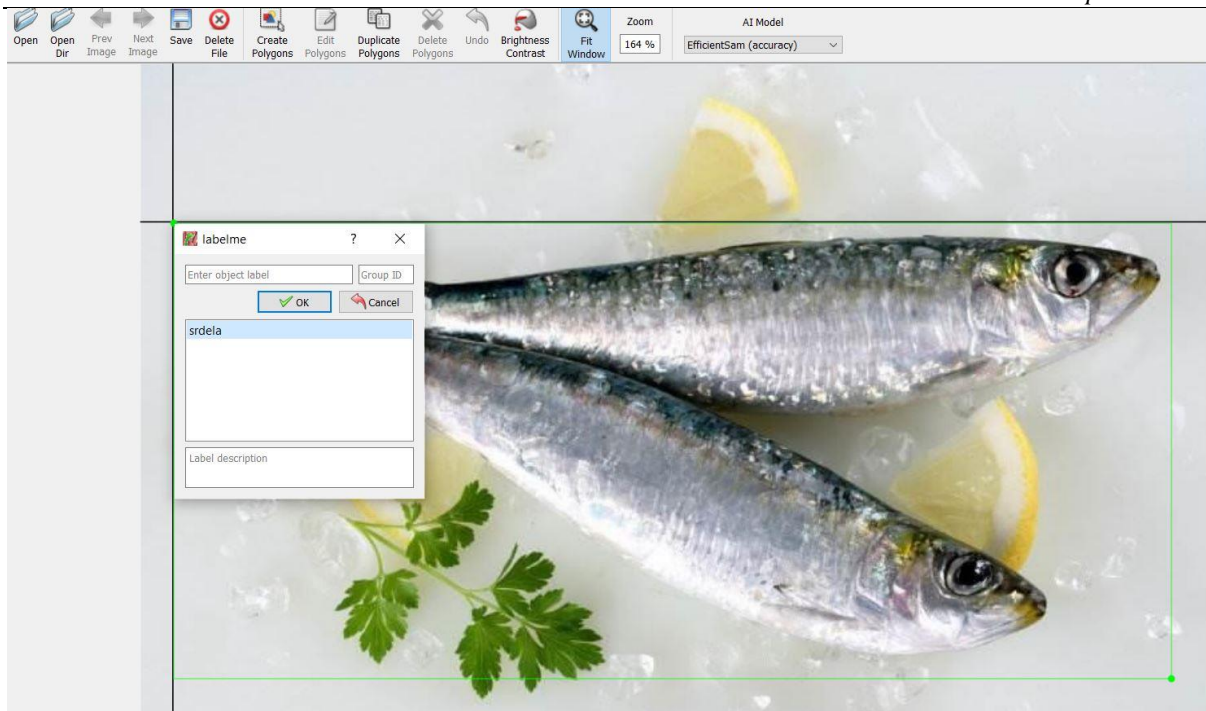 Open
Open Dir
Prev Image
Next Image
Save
Delete File
Create Polygons
Edit Polygons
Duplicate Polygons
Delete Polygons
Undo
Brightness Contrast
Fit Window
Zoom
164 %
AI Model
EfficientSam (accuracy)
labelme
?
Enter object label
Group ID
OK
Cancel
srdela
Label description